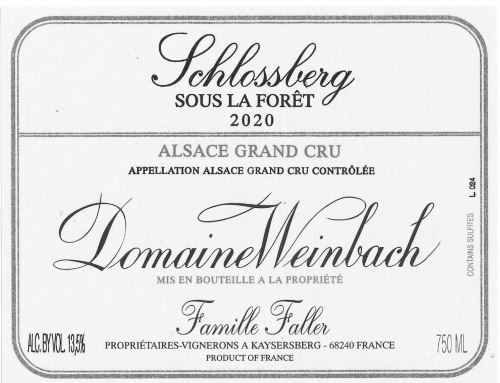 Schlossberg
SOUS LA FORÊT
2020
ALSACE GRAND CRU
APPELLATION ALSACE GRAND CRU CONTRÔLÉE
Domaine Weinbach
MIS EN BOUTEILLE A LA PROPRIÉTÉ
Famille Faller
ALC. BY VOL. 13,5%
PROPRIÉTAIRES-VIGNERONS A KAYSERSBERG - 68240 FRANCE
PRODUCT OF FRANCE
750 ML
CONTAINS SULFITES
L. 024